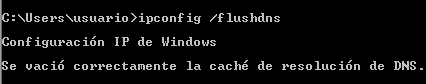 C:\Users\usuario>ipconfig /flushdns
Configuración IP de Windows
Se vació correctamente la caché de resolución de DNS.